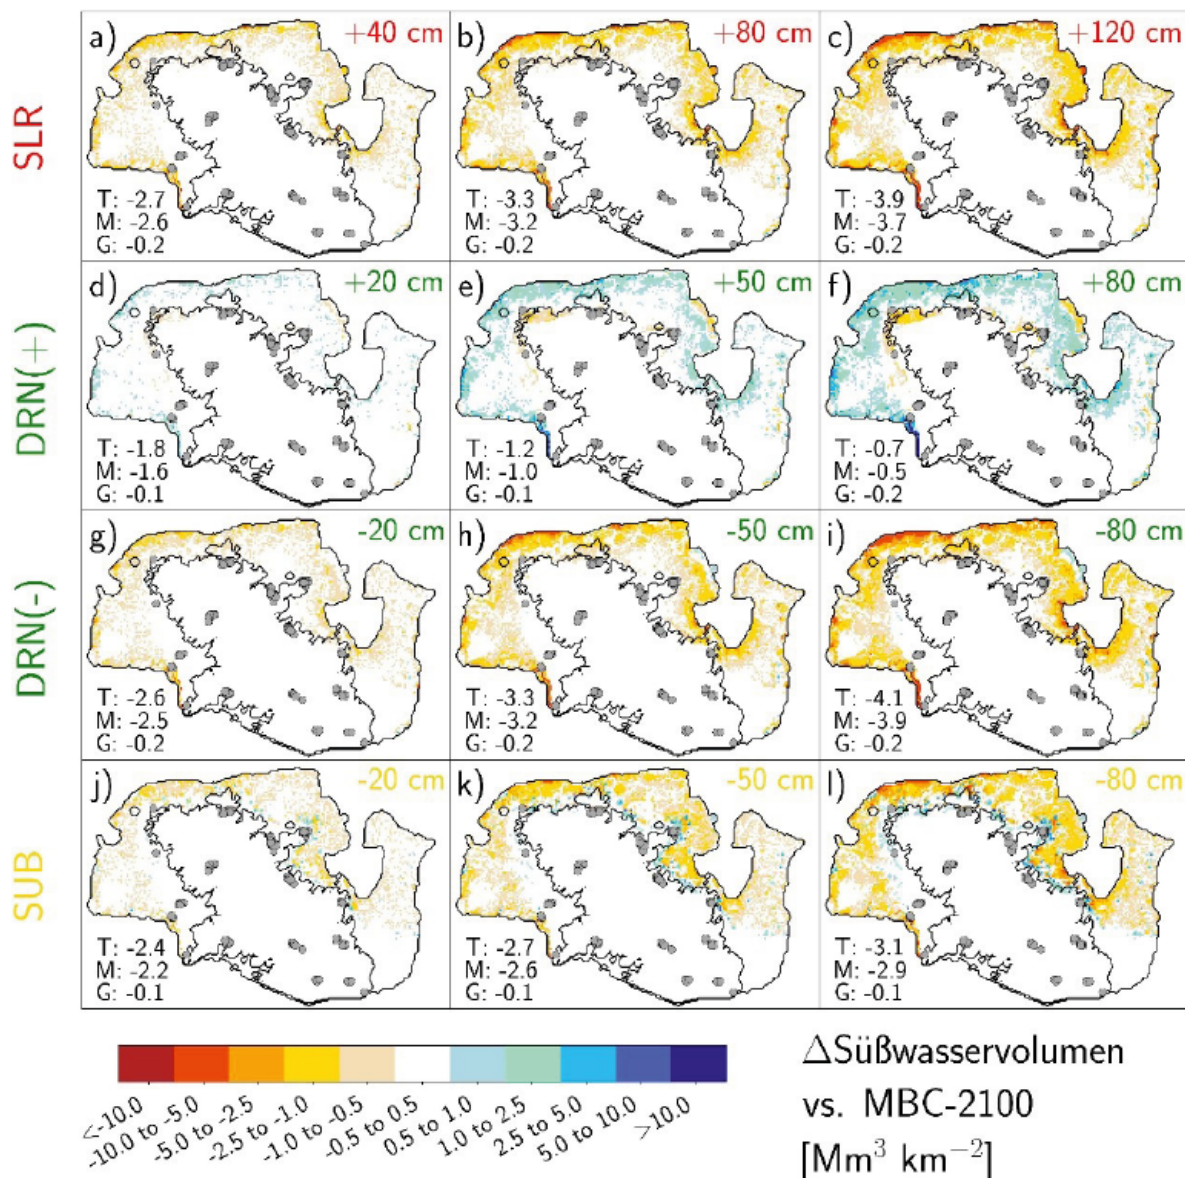 SLR
a) +40 cm
T: -2.7
M: -2.6
G: -0.2
b) +80 cm
T: -3.3
M: -3.2
G: -0.2
c) +120 cm
T: -3.9
M: -3.7
G: -0.2
DRN(+)
d) +20 cm
T: -1.8
M: -1.6
G: -0.1
e) +50 cm
T: -1.2
M: -1.0
G: -0.1
f) +80 cm
T: -0.7
M: -0.5
G: -0.2
DRN(-)
g) -20 cm
T: -2.6
M: -2.5
G: -0.2
h) -50 cm
T: -3.3
M: -3.2
G: -0.2
i) -80 cm
T: -4.1
M: -3.9
G: -0.2
SUB
j) -20 cm
T: -2.4
M: -2.2
G: -0.1
k) -50 cm
T: -2.7
M: -2.6
G: -0.1
l) -80 cm
T: -3.1
M: -2.9
G: -0.1
<-10.0
-10.0 to -5.0
-5.0 to -2.5
-2.5 to -1.0
-1.0 to -0.5
-0.5 to 0.5
0.5 to 1.0
1.0 to 2.5
2.5 to 5.0
5.0 to 10.0
>10.0
ΔSüßwasservolumen
vs. MBC-2100
[Mm³ km⁻²]